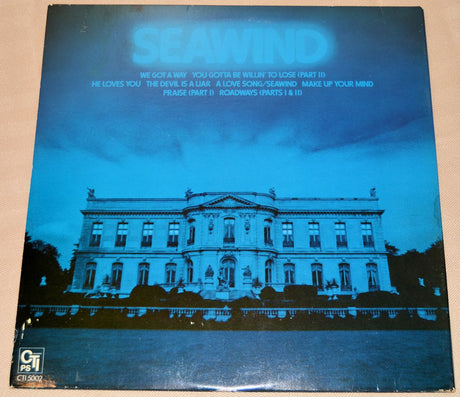 SEAWIND
WE GOT A WAY YOU GOTTA BE WILLIN' TO LOSE (PART II)
HE LOVES YOU THE DEVIL IS A LIAR A LOVE SONG/SEAWIND MAKE UP YOUR MIND
PRAISE (PART I) ROADWAYS (PARTS I & II)
CTI
PS
CTI 5002